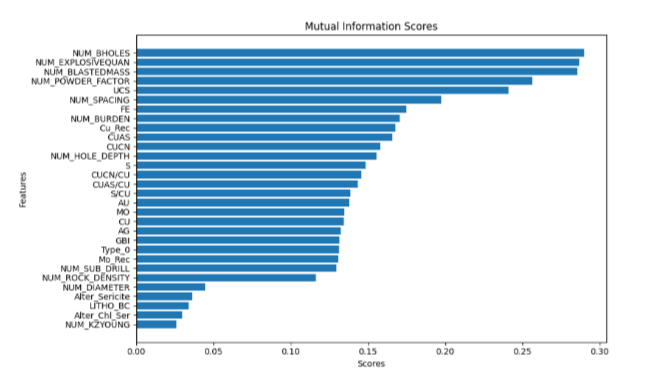 Mutual Information Scores
NUM_BHOLES
NUM_EXPLOSIVEQUAN
NUM_BLASTEDMASS
NUM_POWDER_FACTOR
UCS
NUM_SPACING
FE
NUM_BURDEN
Cu_Rec
CUAS
CUCN
NUM_HOLE_DEPTH
S
CUCN/CU
CUAS/CU
S/CU
AU
MO
CU
AG
GBI
Type_0
Mo_Rec
NUM_SUB_DRILL
NUM_ROCK_DENSITY
NUM_DIAMETER
Alter_Sericite
LITHO_BC
Alter_Chl_Ser
NUM_KZYOUNG
Features
0.00 0.05 0.10 0.15 0.20 0.25 0.30
Scores